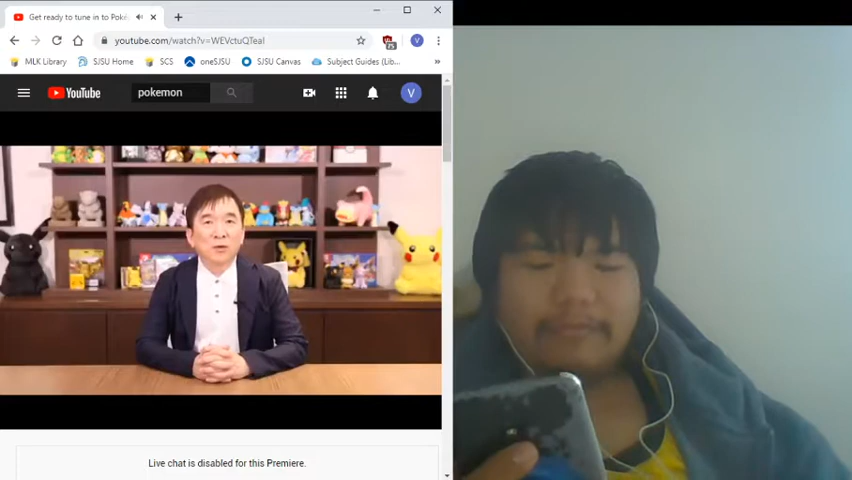 Get ready to tune in to Poké
youtube.com/watch?v=WEVctuQTeaI
MLK Library
SJSU Home
SCS
oneSJSU
SJSU Canvas
Subject Guides (Lib...
YouTube
pokemon
V
Live chat is disabled for this Premiere.